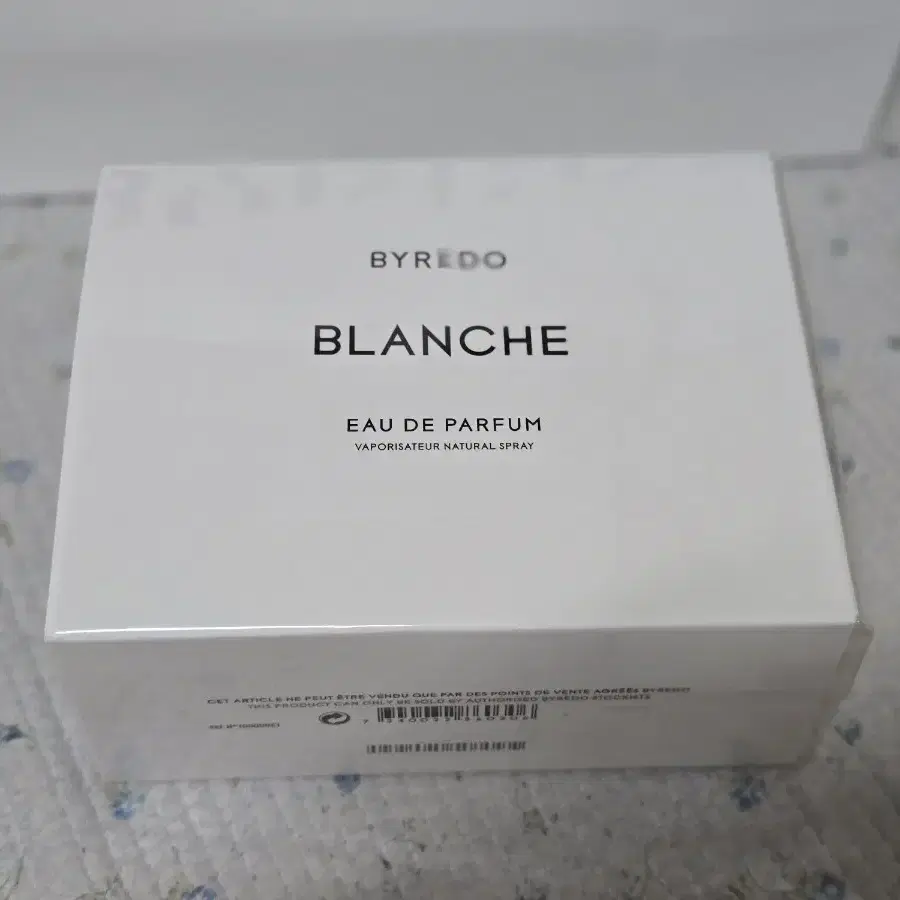 BYREDO
BLANCHE
EAU DE PARFUM
VAPORISATEUR NATURAL SPRAY
CET ARTICLE NE PEUT ÊTRE VENDU QUE PAR DES POINTS DE VENTE AGRÉÉS BYREDO
THIS PRODUCT CAN ONLY BE SOLD BY AUTHORISED BYREDO STOCKISTS